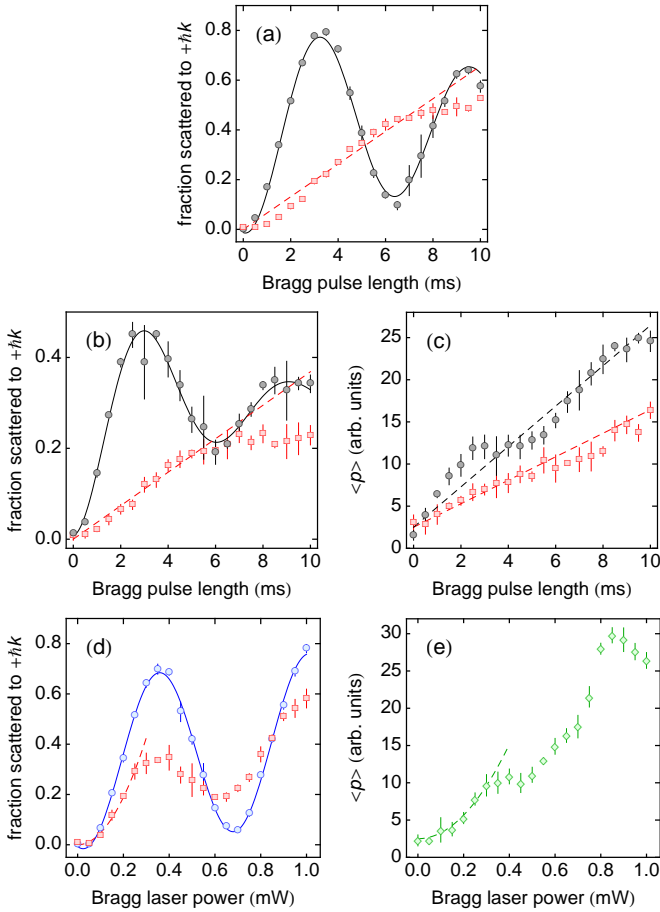 (a)
fraction scattered to +ħk
0.8
0.6
0.4
0.2
0.0
0 2 4 6 8 10
Bragg pulse length (ms)
(b)
fraction scattered to +ħk
0.4
0.2
0.0
0 2 4 6 8 10
Bragg pulse length (ms)
(c)
<p> (arb. units)
25
20
15
10
5
0
0 2 4 6 8 10
Bragg pulse length (ms)
(d)
fraction scattered to +ħk
0.8
0.6
0.4
0.2
0.0
0.0 0.2 0.4 0.6 0.8 1.0
Bragg laser power (mW)
(e)
<p> (arb. units)
30
25
20
15
10
5
0
0.0 0.2 0.4 0.6 0.8 1.0
Bragg laser power (mW)